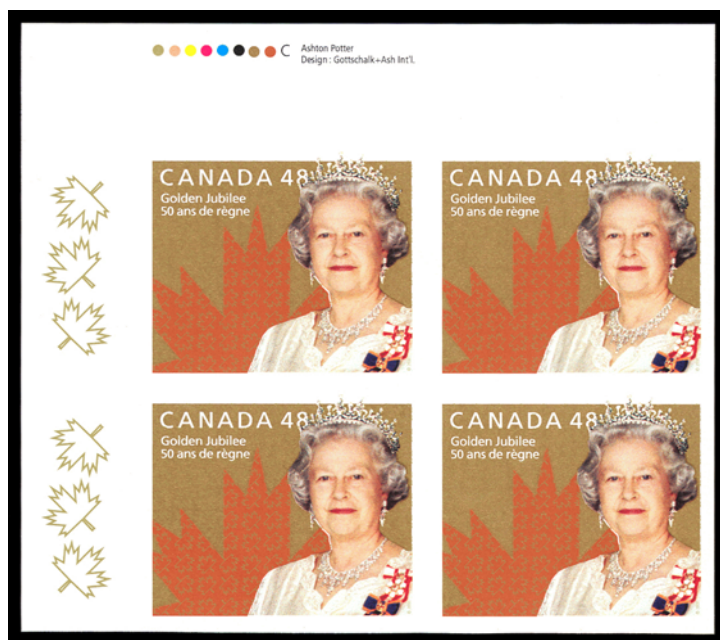 C Ashton Potter
Design : Gottschalk+Ash Int'l.
CANADA 48
Golden Jubilee
50 ans de règne
CANADA 48
Golden Jubilee
50 ans de règne
CANADA 48
Golden Jubilee
50 ans de règne
CANADA 48
Golden Jubilee
50 ans de règne